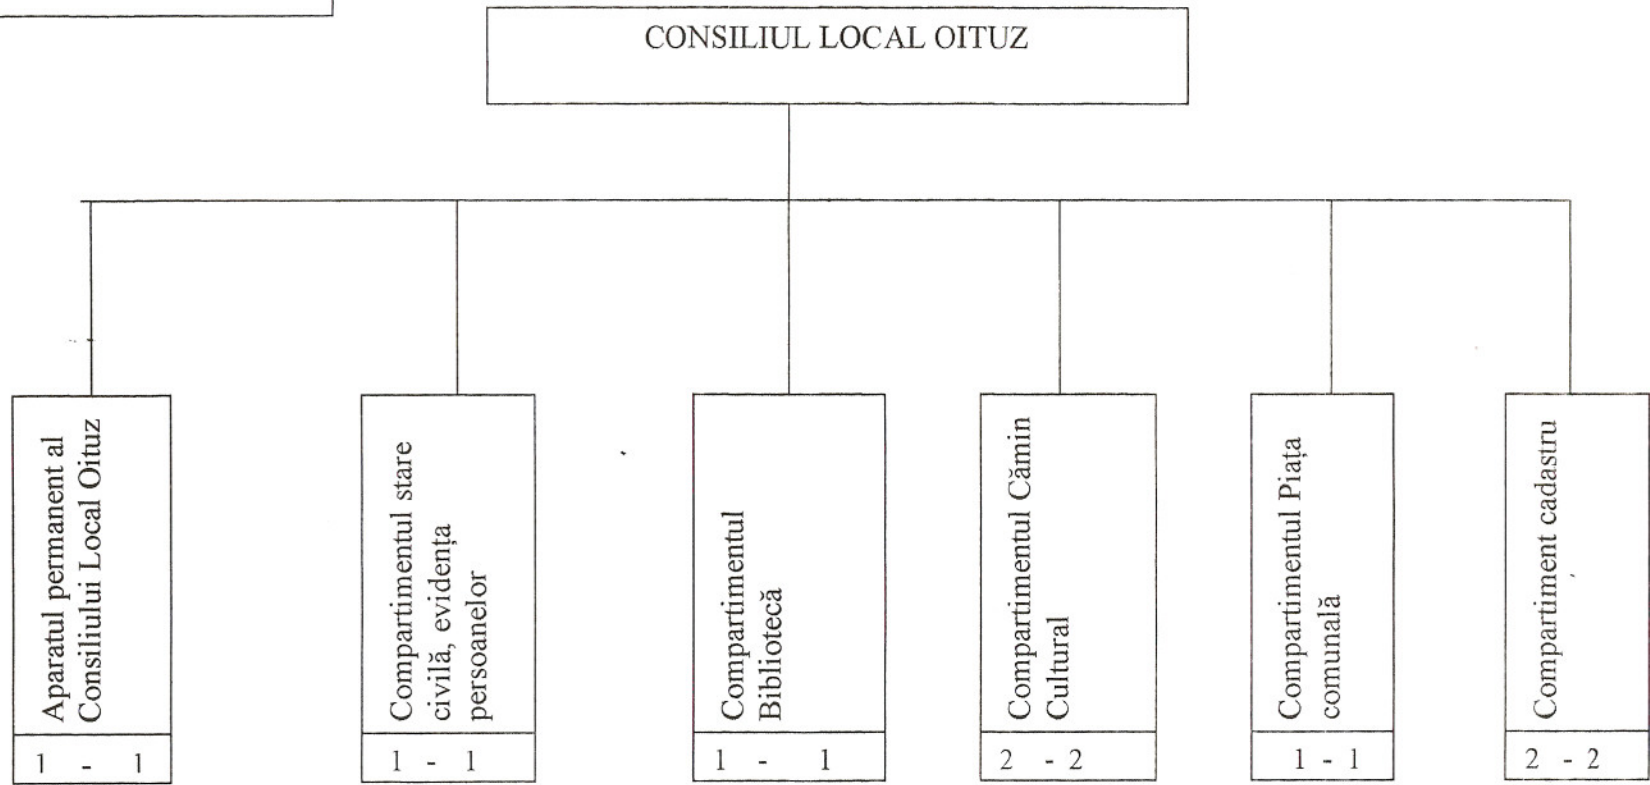 CONSILIUL LOCAL OITUZ
Aparatul permanent al
Consiliului Local Oituz
1 - 1
Compartimentul stare
civilă, evidența
persoanelor
1 - 1
Compartimentul
Bibliotecă
1 - 1
Compartimentul Cămin
Cultural
2 - 2
Compartimentul Piața
comunală
1 - 1
Compartiment cadastru
2 - 2